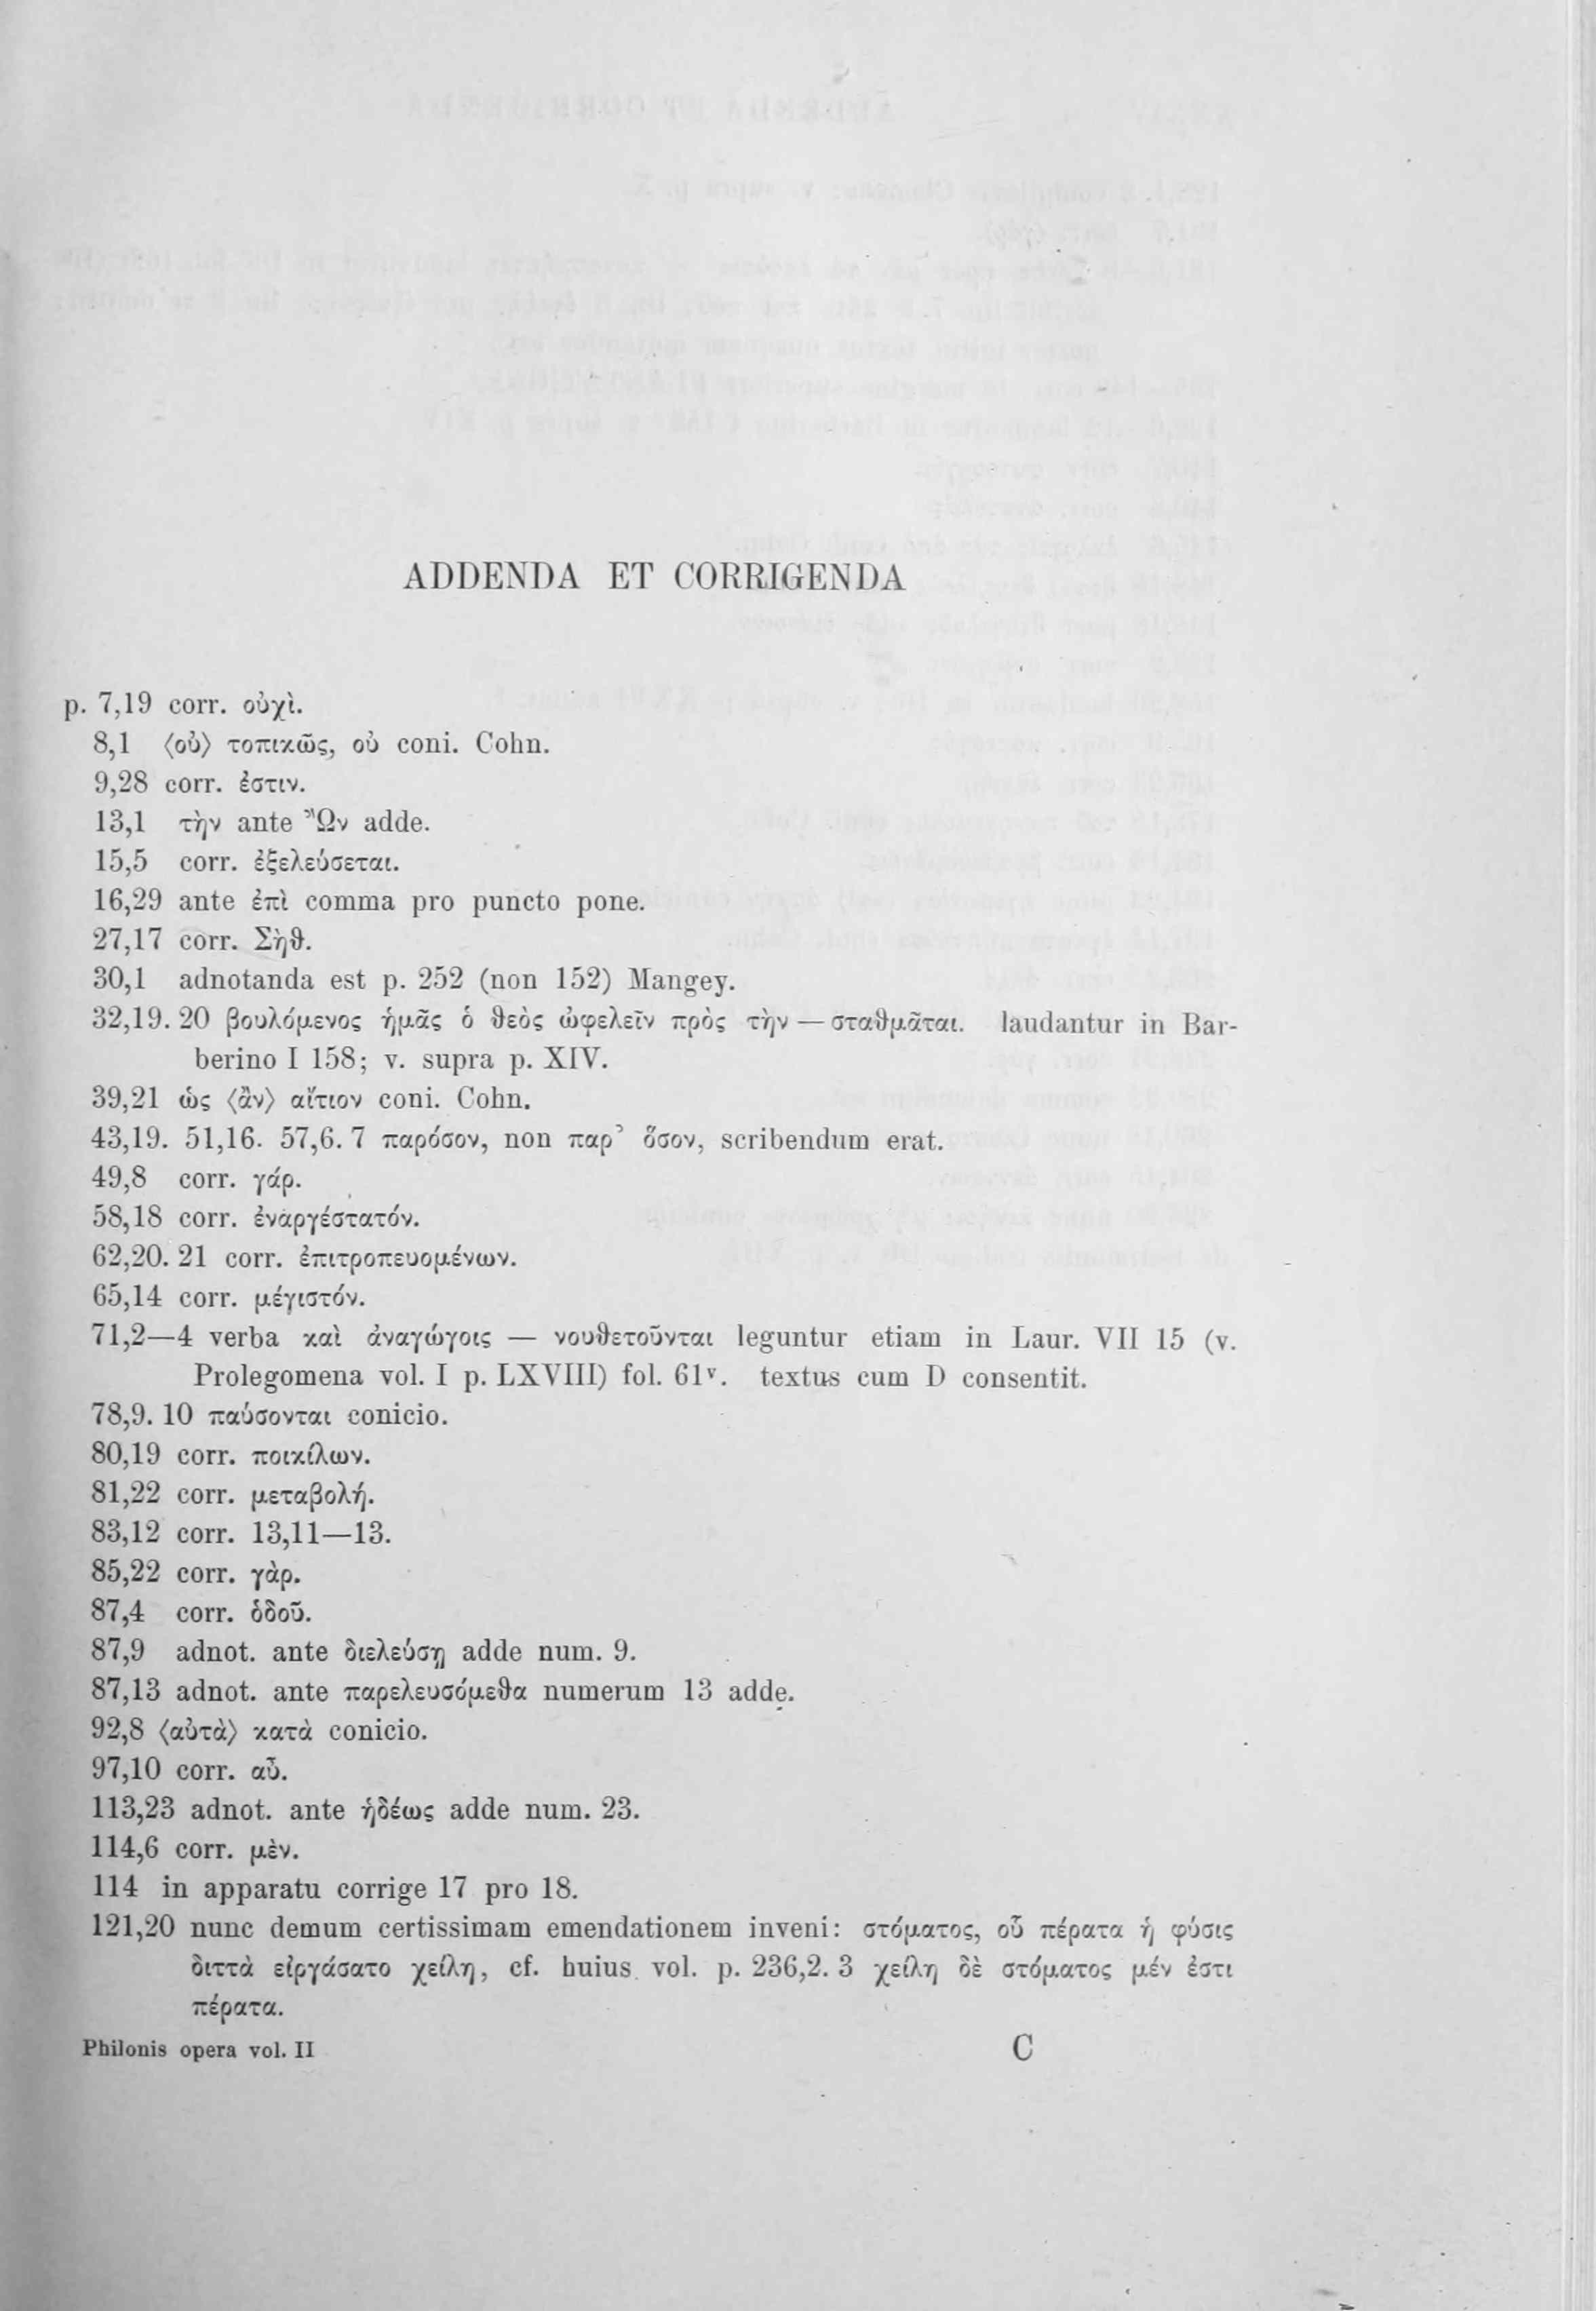 ADDENDA ET CORRIGENDA
p. 7,19 corr. οὐχὶ.
8,1 ⟨οὐ⟩ τοπικῶς, οὐ coni. Cohn.
9,28 corr. ἐστιν.
13,1 τὴν ante Ὢν adde.
15,5 corr. ἐξελεύσεται.
16,29 ante ἐπὶ comma pro puncto pone.
27,17 corr. Σὴθ.
30,1 adnotanda est p. 252 (non 152) Mangey.
32,19. 20 βουλόμενος ἡμᾶς ὁ θεὸς ὠφελεῖν πρὸς τὴν — σταθμᾶται. laudantur in Bar-
berino I 158; v. supra p. XIV.
39,21 ὡς ⟨ἂν⟩ αἴτιον coni. Cohn.
43,19. 51,16. 57,6. 7 παρόσον, non παρ’ ὅσον, scribendum erat.
49,8 corr. γάρ.
58,18 corr. ἐναργέστατόν.
62,20. 21 corr. ἐπιτροπευομένων.
65,14 corr. μέγιστόν.
71,2—4 verba καὶ ἀναγώγοις — νουθετοῦνται leguntur etiam in Laur. VII 15 (v.
Prolegomena vol. I p. LXVIII) fol. 61ᵛ. textus cum D consentit.
78,9. 10 παύσονται conicio.
80,19 corr. ποικίλων.
81,22 corr. μεταβολή.
83,12 corr. 13,11—13.
85,22 corr. γὰρ.
87,4 corr. ὁδοῦ.
87,9 adnot. ante διελεύσῃ adde num. 9.
87,13 adnot. ante παρελευσόμεθα numerum 13 adde.
92,8 ⟨αὐτὰ⟩ κατὰ conicio.
97,10 corr. αὖ.
113,23 adnot. ante ἡδέως adde num. 23.
114,6 corr. μὲν.
114 in apparatu corrige 17 pro 18.
121,20 nunc demum certissimam emendationem inveni: στόματος, οὗ πέρατα ἡ φύσις
διττὰ εἰργάσατο χείλη, cf. huius vol. p. 236,2. 3 χείλη δὲ στόματος μέν ἐστι
πέρατα.
Philonis opera vol. II C